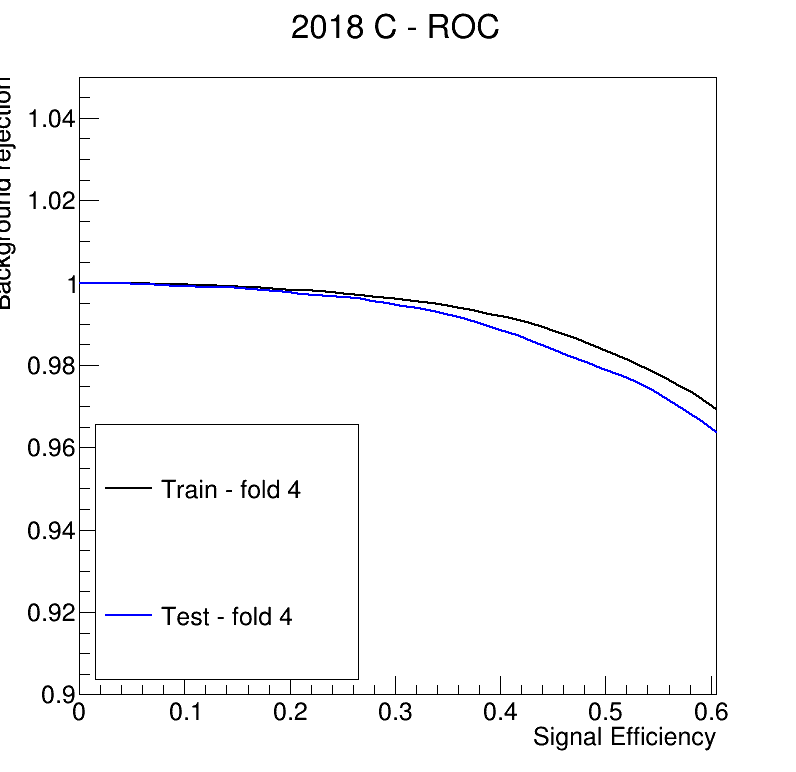 2018 C - ROC
Background rejection
1.04
1.02
1
0.98
0.96
0.94
0.92
0.9
Train - fold 4
Test - fold 4
0 0.1 0.2 0.3 0.4 0.5 0.6
Signal Efficiency